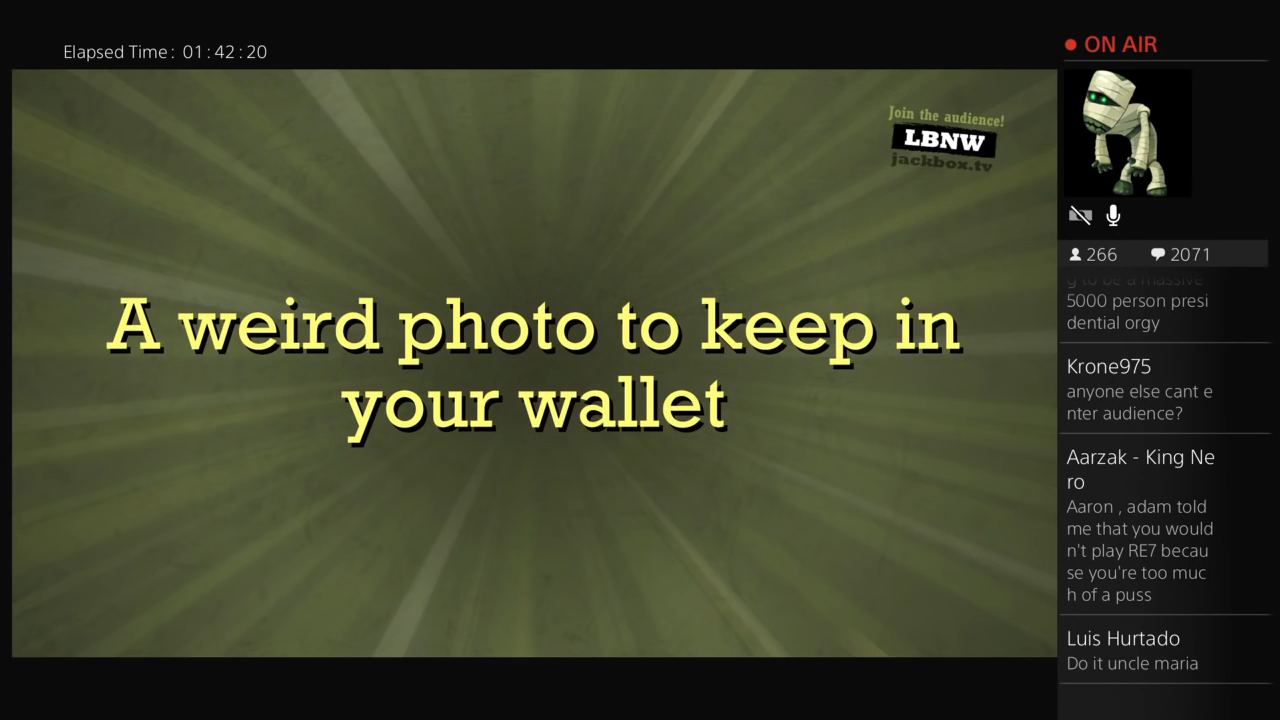 Elapsed Time: 01:42:20
ON AIR
Join the audience!
LBNW
jackbox.tv
A weird photo to keep in
your wallet
266 2071
g to be a massive
5000 person presi
dential orgy
Krone975
anyone else cant e
nter audience?
Aarzak - King Ne
ro
Aaron , adam told
me that you would
n't play RE7 becau
se you're too muc
h of a puss
Luis Hurtado
Do it uncle maria